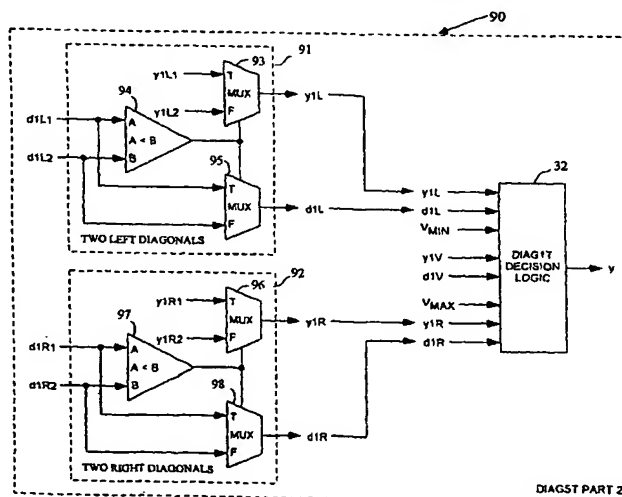 90
91
93
y1L1
T
MUX
y1L
94
y1L2
F
d1L1
A
A < B
d1L2
B
95
T
MUX
d1L
F
TWO LEFT DIAGONALS
92
96
y1R1
T
MUX
y1R
97
y1R2
F
d1R1
A
A < B
d1R2
B
98
T
MUX
d1R
F
TWO RIGHT DIAGONALS
32
y1L
d1L
VMIN
y1V
d1V
VMAX
y1R
d1R
DIAG1T
DECISION
LOGIC
y
DIAGST PART 2